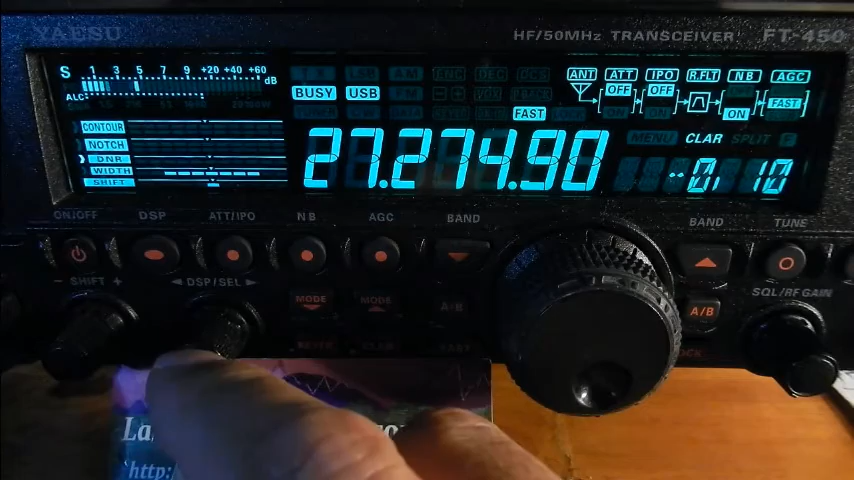 YAESU HF/50MHz TRANSCEIVER FT-450
S 1 3 5 7 9 +20 +40 +60 dB
ALC
BUSY USB
FAST
ANT ATT IPO R.FLT NB AGC
OFF OFF
ON FAST
CONTOUR
NOTCH
DNR
WIDTH
SHIFT
27.274.90
MENU CLAR SPLIT
-0.10
ON/OFF DSP ATT/IPO NB AGC BAND BAND TUNE
- SHIFT + ◄ DSP/SEL ► MODE MODE A/B A/B SQL/RF GAIN
La
http: